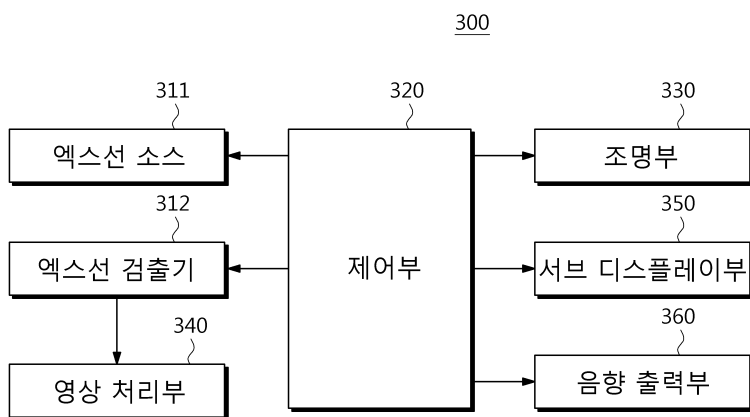 300
311
320
330
엑스선 소스
조명부
312
350
엑스선 검출기
제어부
서브 디스플레이부
340
360
영상 처리부
음향 출력부